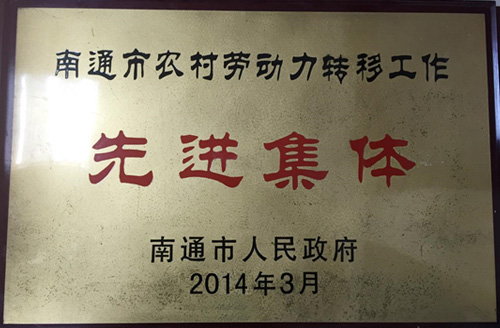 南通市农村劳动力转移工作
先进集体
南通市人民政府
2014年3月